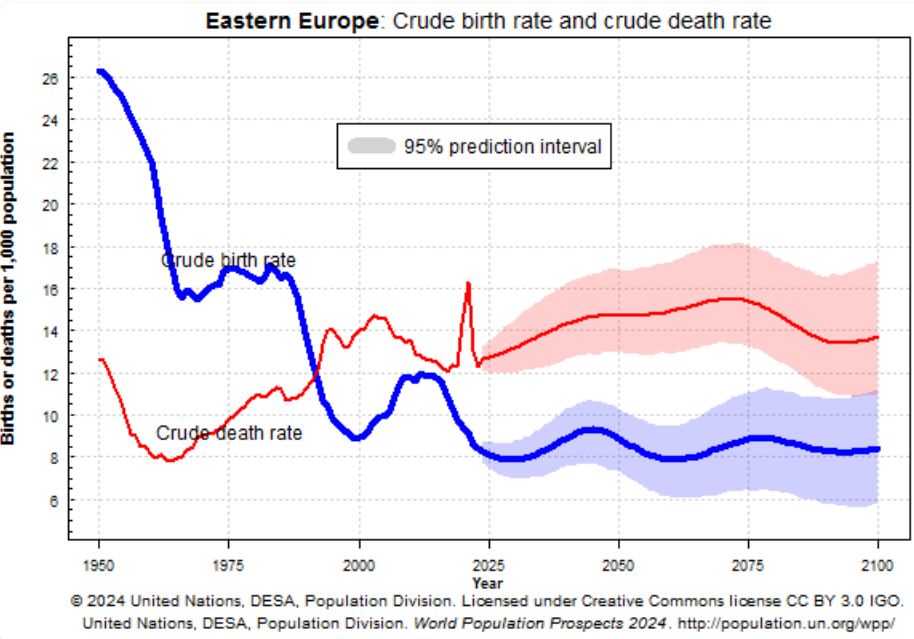 Eastern Europe: Crude birth rate and crude death rate
Births or deaths per 1,000 population
26
24
22
20
18
16
14
12
10
8
6
95% prediction interval
Crude birth rate
Crude death rate
1950 1975 2000 2025 2050 2075 2100
Year
© 2024 United Nations, DESA, Population Division. Licensed under Creative Commons license CC BY 3.0 IGO.
United Nations, DESA, Population Division. World Population Prospects 2024. http://population.un.org/wpp/